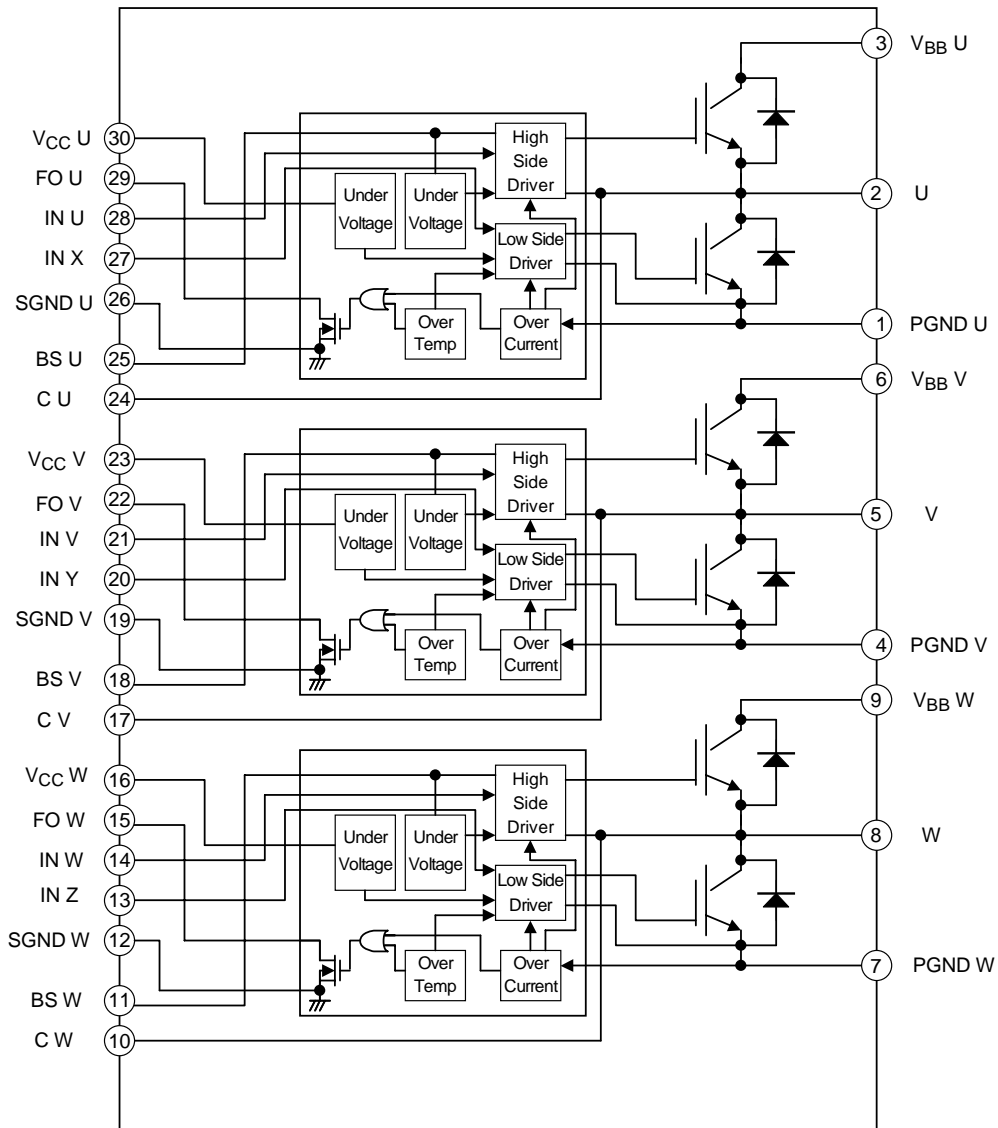 3 VBB U
VCC U 30
FO U 29
IN U 28
IN X 27
SGND U 26
BS U 25
C U 24
Under
Voltage
Under
Voltage
High
Side
Driver
Low Side
Driver
Over
Temp
Over
Current
2 U
1 PGND U
6 VBB V
VCC V 23
FO V 22
IN V 21
IN Y 20
SGND V 19
BS V 18
C V 17
Under
Voltage
Under
Voltage
High
Side
Driver
Low Side
Driver
Over
Temp
Over
Current
5 V
4 PGND V
9 VBB W
VCC W 16
FO W 15
IN W 14
IN Z 13
SGND W 12
BS W 11
C W 10
Under
Voltage
Under
Voltage
High
Side
Driver
Low Side
Driver
Over
Temp
Over
Current
8 W
7 PGND W